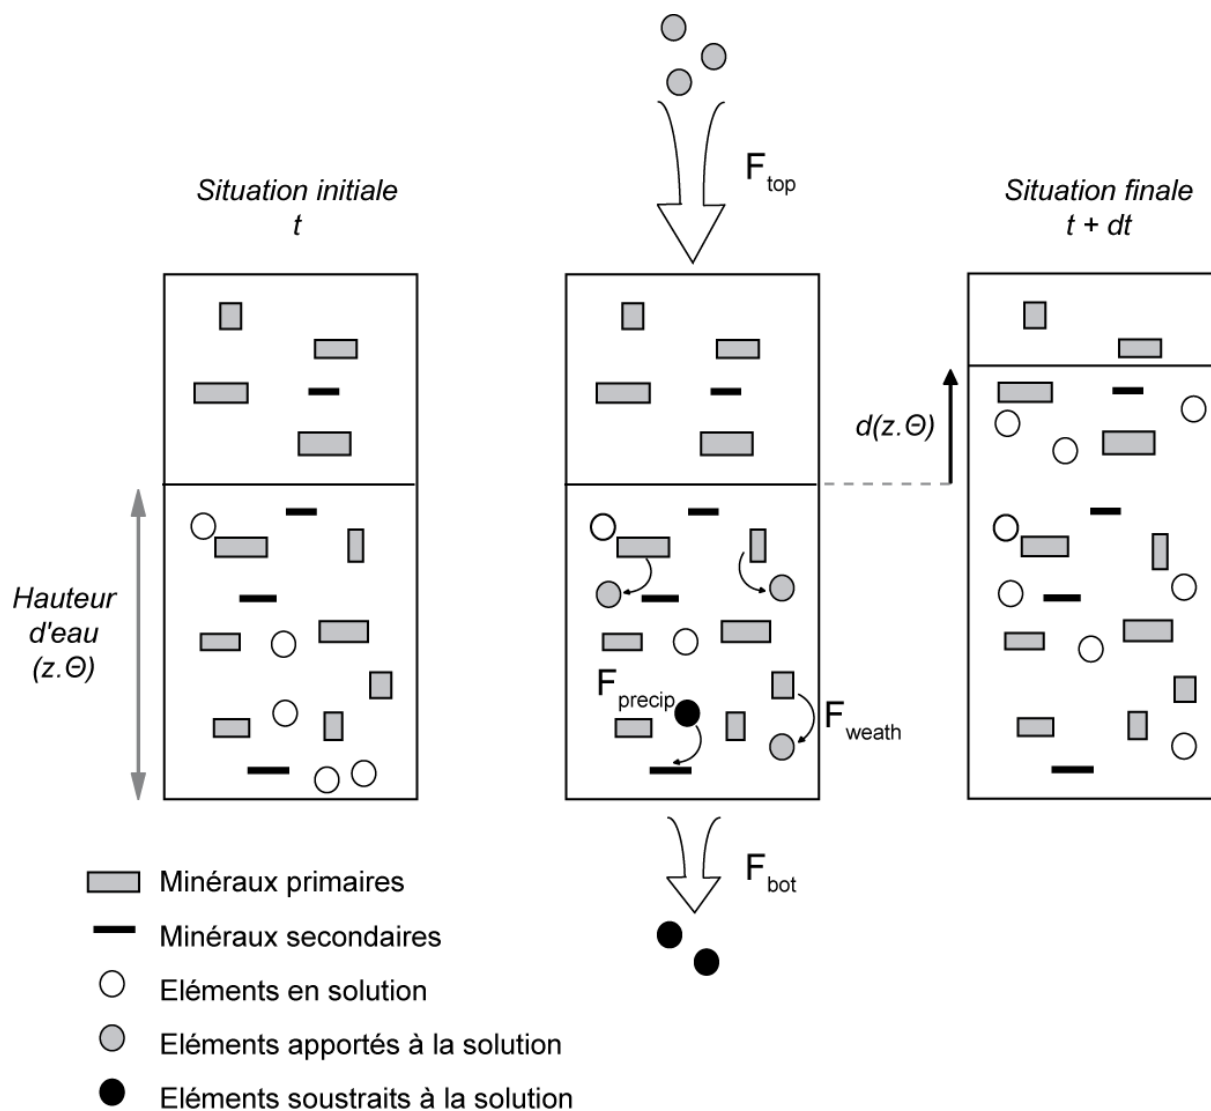 F top
Situation initiale
t
Situation finale
t + dt
d(z.Θ)
Hauteur
d'eau
(z.Θ)
F precip
F weath
F bot
Minéraux primaires
Minéraux secondaires
Eléments en solution
Eléments apportés à la solution
Eléments soustraits à la solution